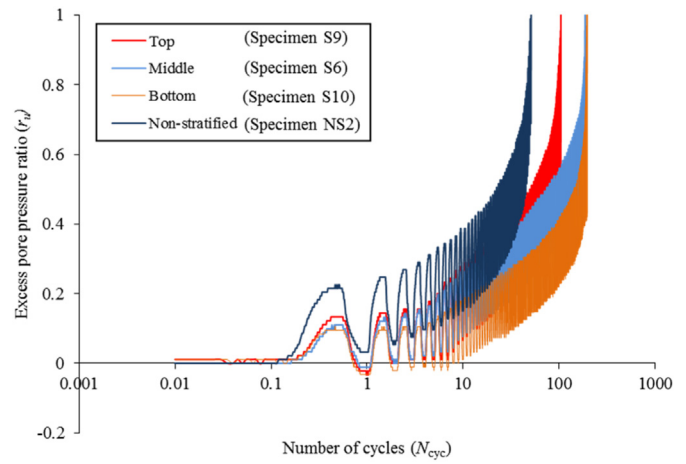 1
Top (Specimen S9)
Middle (Specimen S6)
0.8
Bottom (Specimen S10)
Non-stratified (Specimen NS2)
0.6
0.4
0.2
0
0.001 0.01 0.1 1 10 100 1000
-0.2
Excess pore pressure ratio (ru)
Number of cycles (Ncyc)